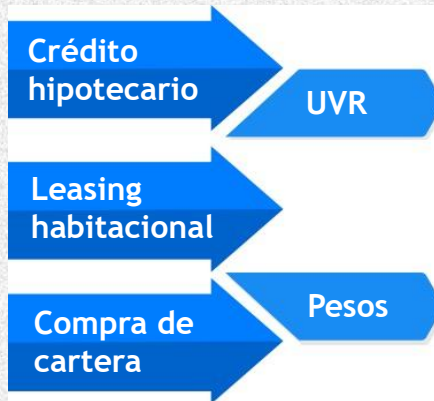 Crédito
hipotecario
UVR
Leasing
habitacional
Pesos
Compra de
cartera